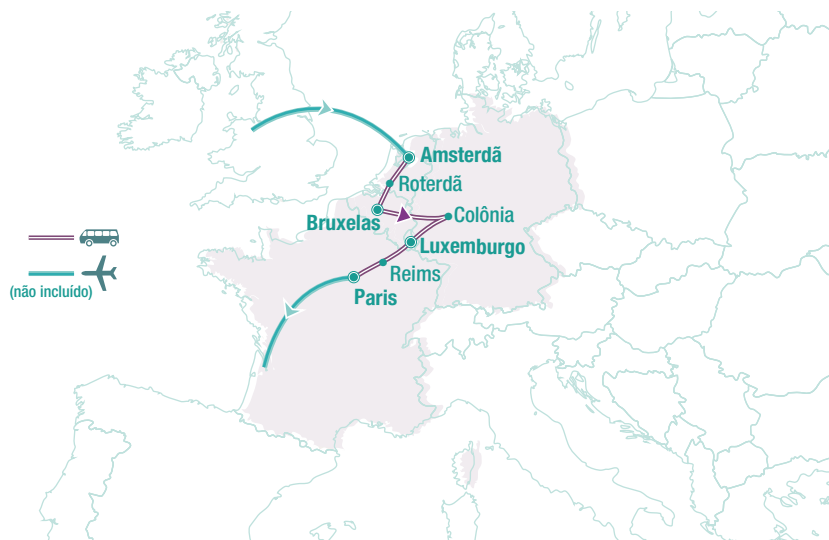 Amsterdã
Roterdã
Bruxelas
Colônia
Luxemburgo
Reims
Paris
(não incluído)